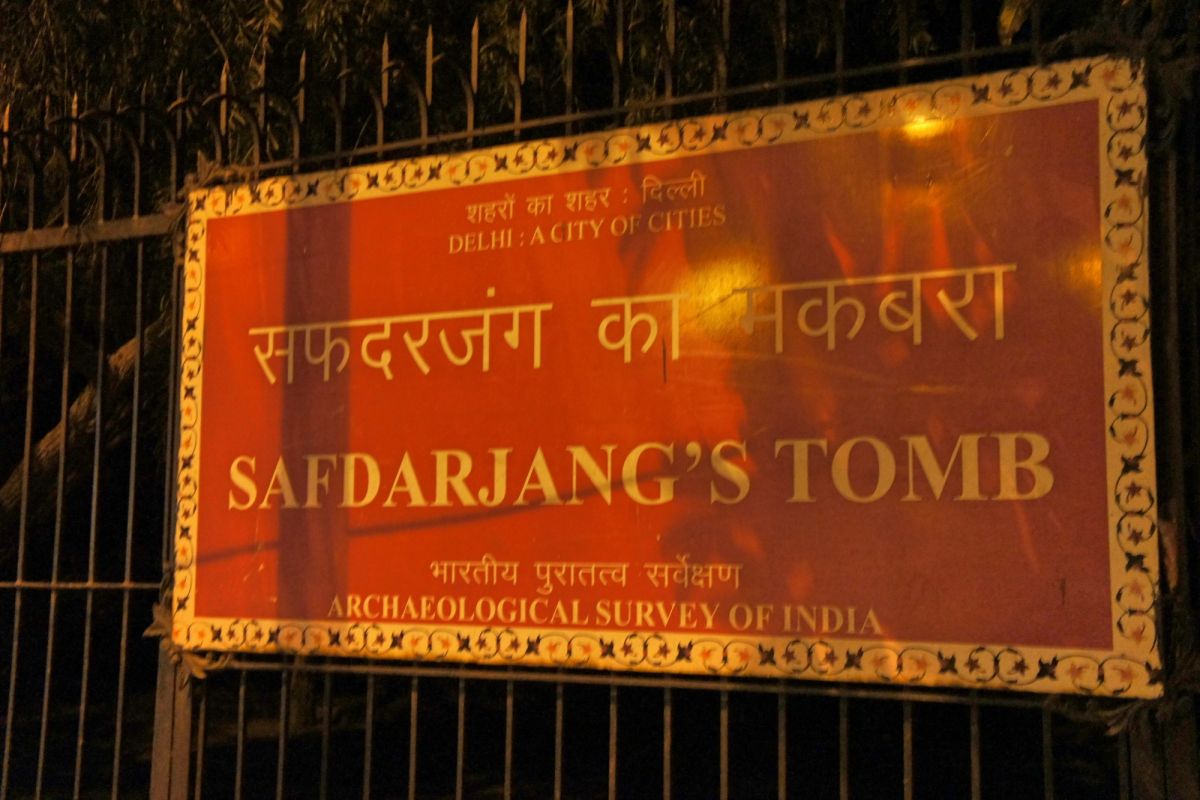 शहरों का शहर : दिल्ली
DELHI : A CITY OF CITIES
सफदरजंग का मकबरा
SAFDARJANG'S TOMB
भारतीय पुरातत्व सर्वेक्षण
ARCHAEOLOGICAL SURVEY OF INDIA